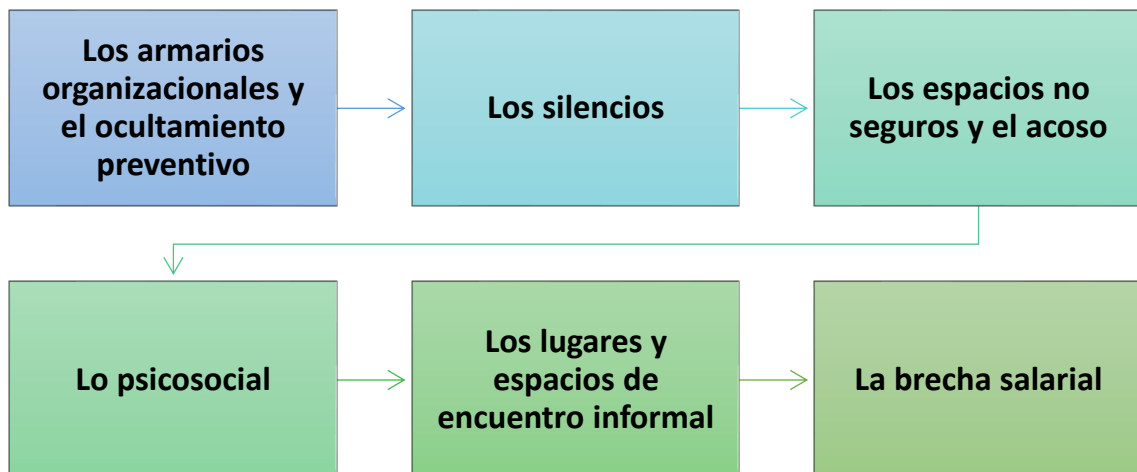 Los armarios
organizacionales y
el ocultamiento
preventivo
Los silencios
Los espacios no
seguros y el acoso
Lo psicosocial
Los lugares y
espacios de
encuentro informal
La brecha salarial